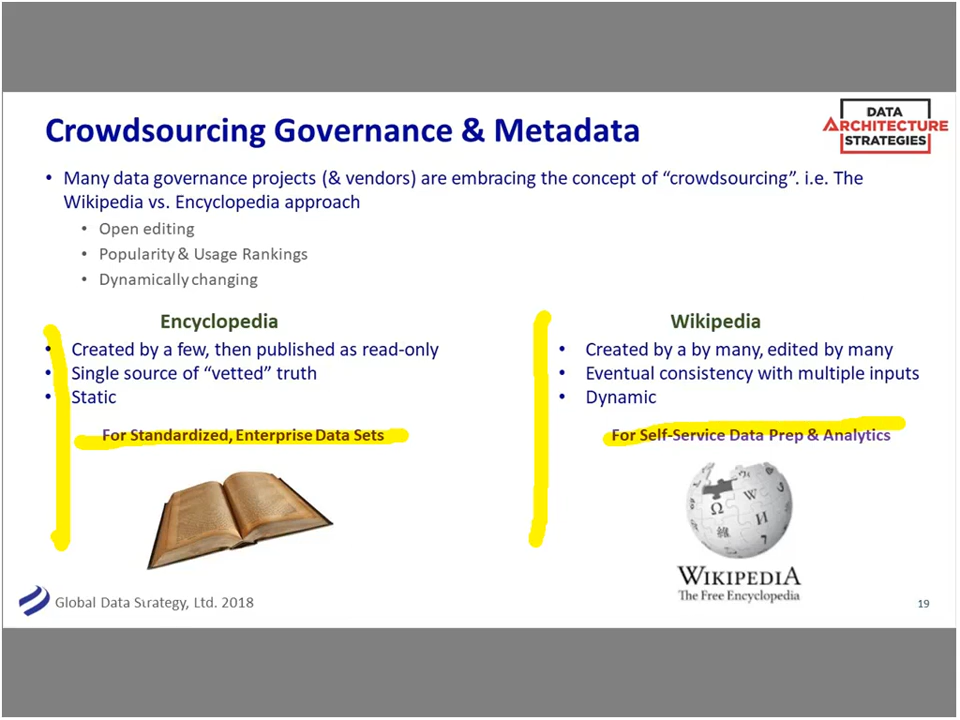 Crowdsourcing Governance & Metadata
DATA
ARCHITECTURE
STRATEGIES
• Many data governance projects (& vendors) are embracing the concept of “crowdsourcing”. i.e. The
Wikipedia vs. Encyclopedia approach
• Open editing
• Popularity & Usage Rankings
• Dynamically changing
Encyclopedia
• Created by a few, then published as read-only
• Single source of “vetted” truth
• Static
For Standardized, Enterprise Data Sets
Wikipedia
• Created by a by many, edited by many
• Eventual consistency with multiple inputs
• Dynamic
For Self-Service Data Prep & Analytics
Ω
W
И
WIKIPEDIA
The Free Encyclopedia
Global Data Strategy, Ltd. 2018
19